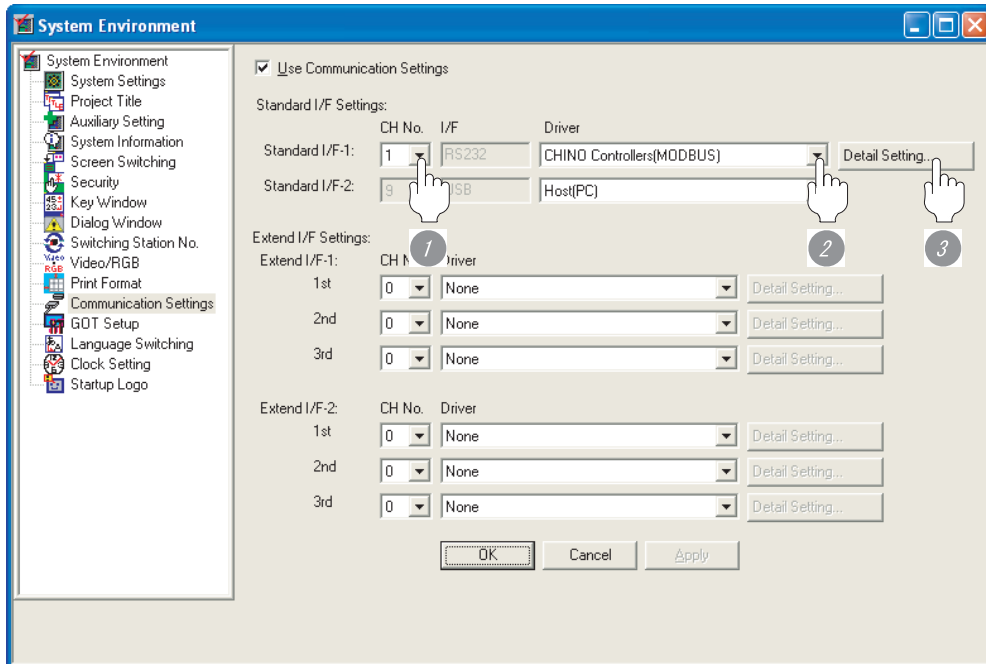 System Environment
System Environment
System Settings
Project Title
Auxiliary Setting
System Information
Screen Switching
Security
Key Window
Dialog Window
Switching Station No.
Video/RGB
Print Format
Communication Settings
GOT Setup
Language Switching
Clock Setting
Startup Logo
Use Communication Settings
Standard I/F Settings:
CH No. I/F Driver
Standard I/F-1: 1 RS232 CHINO Controllers(MODBUS) Detail Setting...
Standard I/F-2: 9 Host(PC)
1 2 3
Extend I/F Settings:
Extend I/F-1: CH Driver
1st 0 None Detail Setting...
2nd 0 None Detail Setting...
3rd 0 None Detail Setting...
Extend I/F-2: CH No. Driver
1st 0 None Detail Setting...
2nd 0 None Detail Setting...
3rd 0 None Detail Setting...
OK Cancel Apply